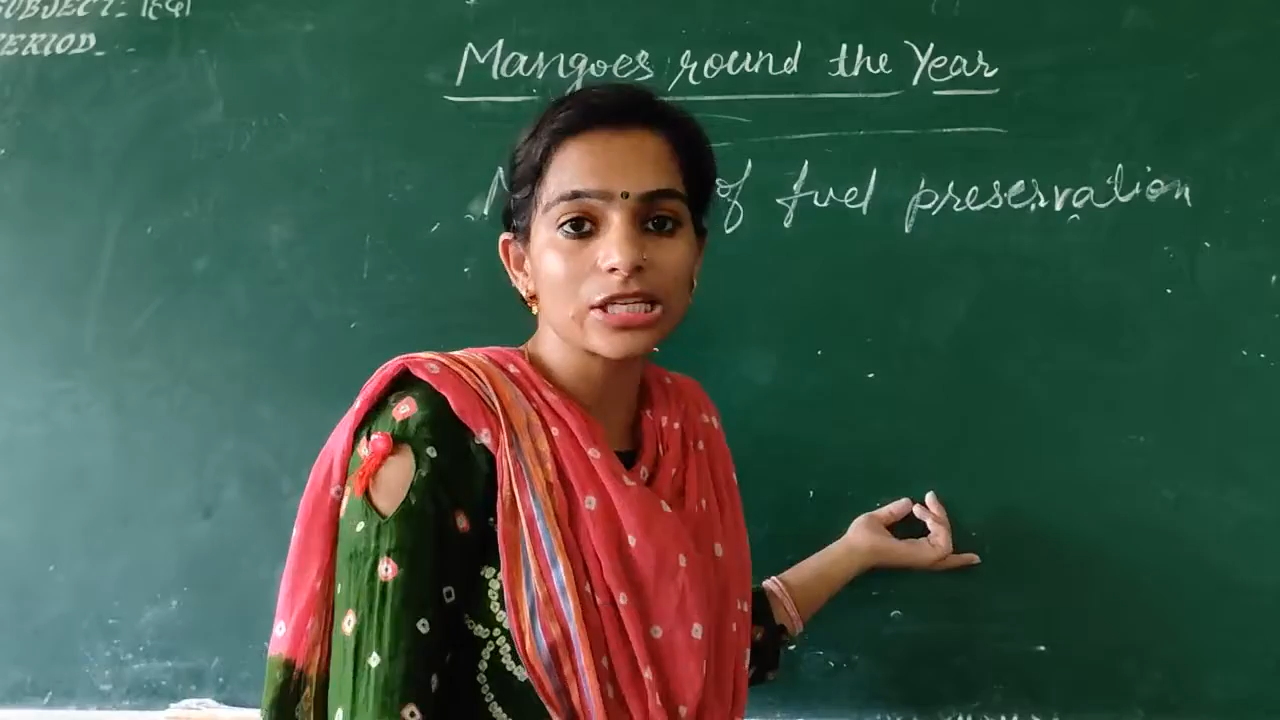 SUBJECT:
PERIOD
Mangoes round the Year
of fuel preservation